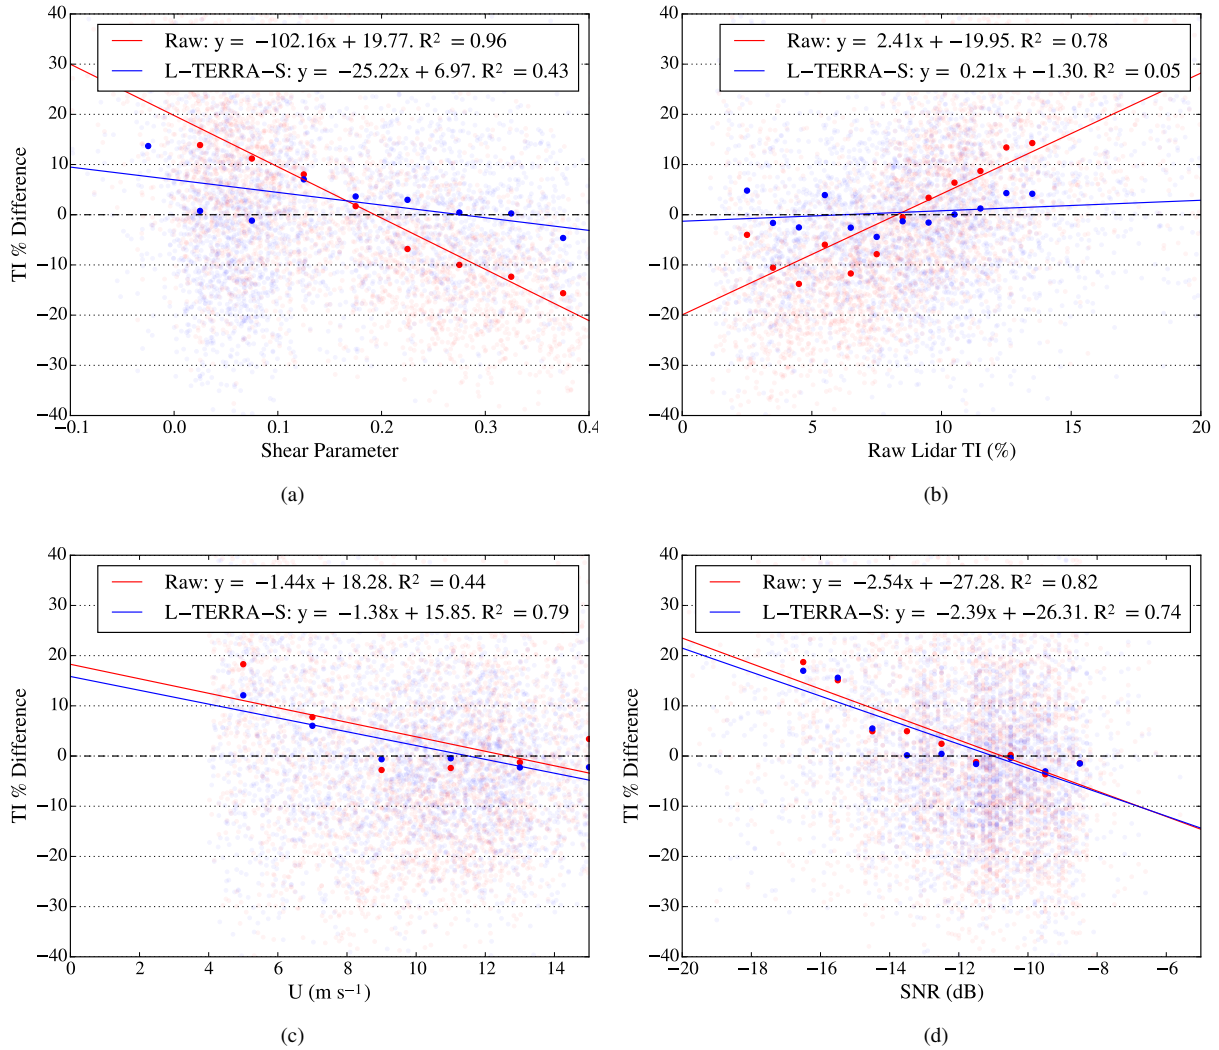 40
30
20
10
0
−10
−20
−30
−40
TI % Difference
Raw: y = −102.16x + 19.77. R² = 0.96
L−TERRA−S: y = −25.22x + 6.97. R² = 0.43
−0.1 0.0 0.1 0.2 0.3 0.4
Shear Parameter
(a)
40
30
20
10
0
−10
−20
−30
−40
TI % Difference
Raw: y = 2.41x + −19.95. R² = 0.78
L−TERRA−S: y = 0.21x + −1.30. R² = 0.05
0 5 10 15 20
Raw Lidar TI (%)
(b)
40
30
20
10
0
−10
−20
−30
−40
TI % Difference
Raw: y = −1.44x + 18.28. R² = 0.44
L−TERRA−S: y = −1.38x + 15.85. R² = 0.79
0 2 4 6 8 10 12 14
U (m s⁻¹)
(c)
40
30
20
10
0
−10
−20
−30
−40
TI % Difference
Raw: y = −2.54x + −27.28. R² = 0.82
L−TERRA−S: y = −2.39x + −26.31. R² = 0.74
−20 −18 −16 −14 −12 −10 −8 −6
SNR (dB)
(d)